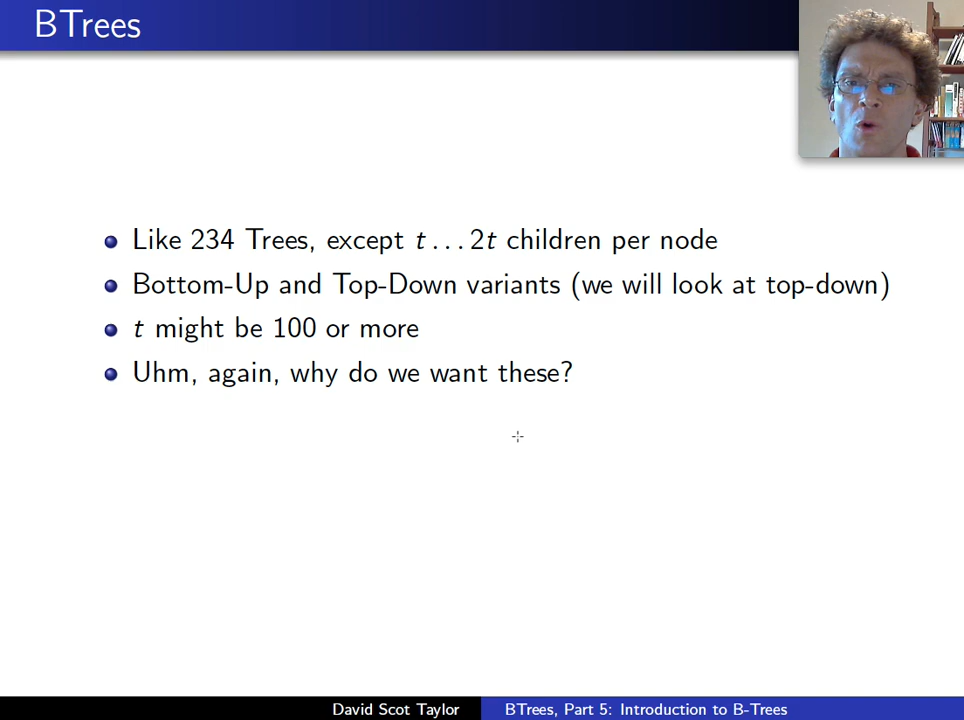 BTrees
Like 234 Trees, except t . . . 2t children per node
Bottom-Up and Top-Down variants (we will look at top-down)
t might be 100 or more
Uhm, again, why do we want these?
David Scot Taylor
BTrees, Part 5: Introduction to B-Trees